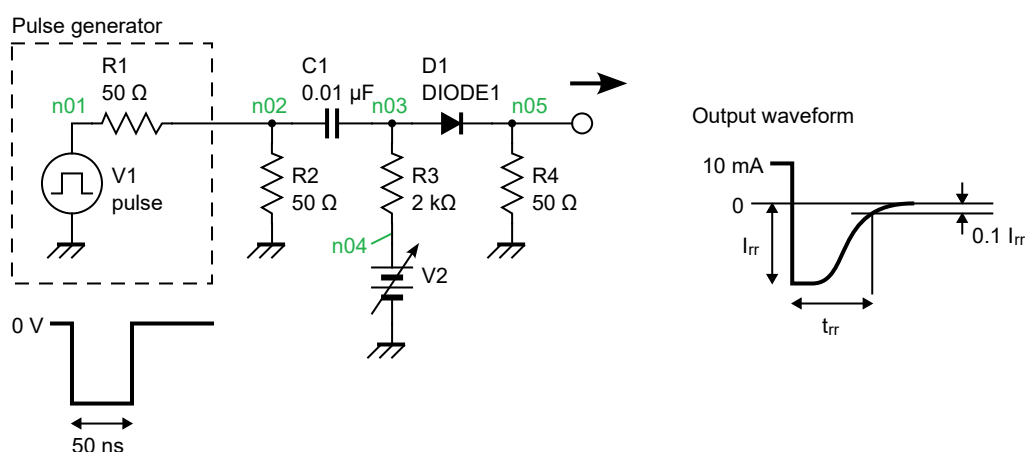 Pulse generator
R1
50 Ω
n01
V1
pulse
n02
R2
50 Ω
C1
0.01 µF
n03
R3
2 kΩ
n04
V2
D1
DIODE1
n05
R4
50 Ω
0 V
50 ns
Output waveform
10 mA
0
Irr
0.1 Irr
trr